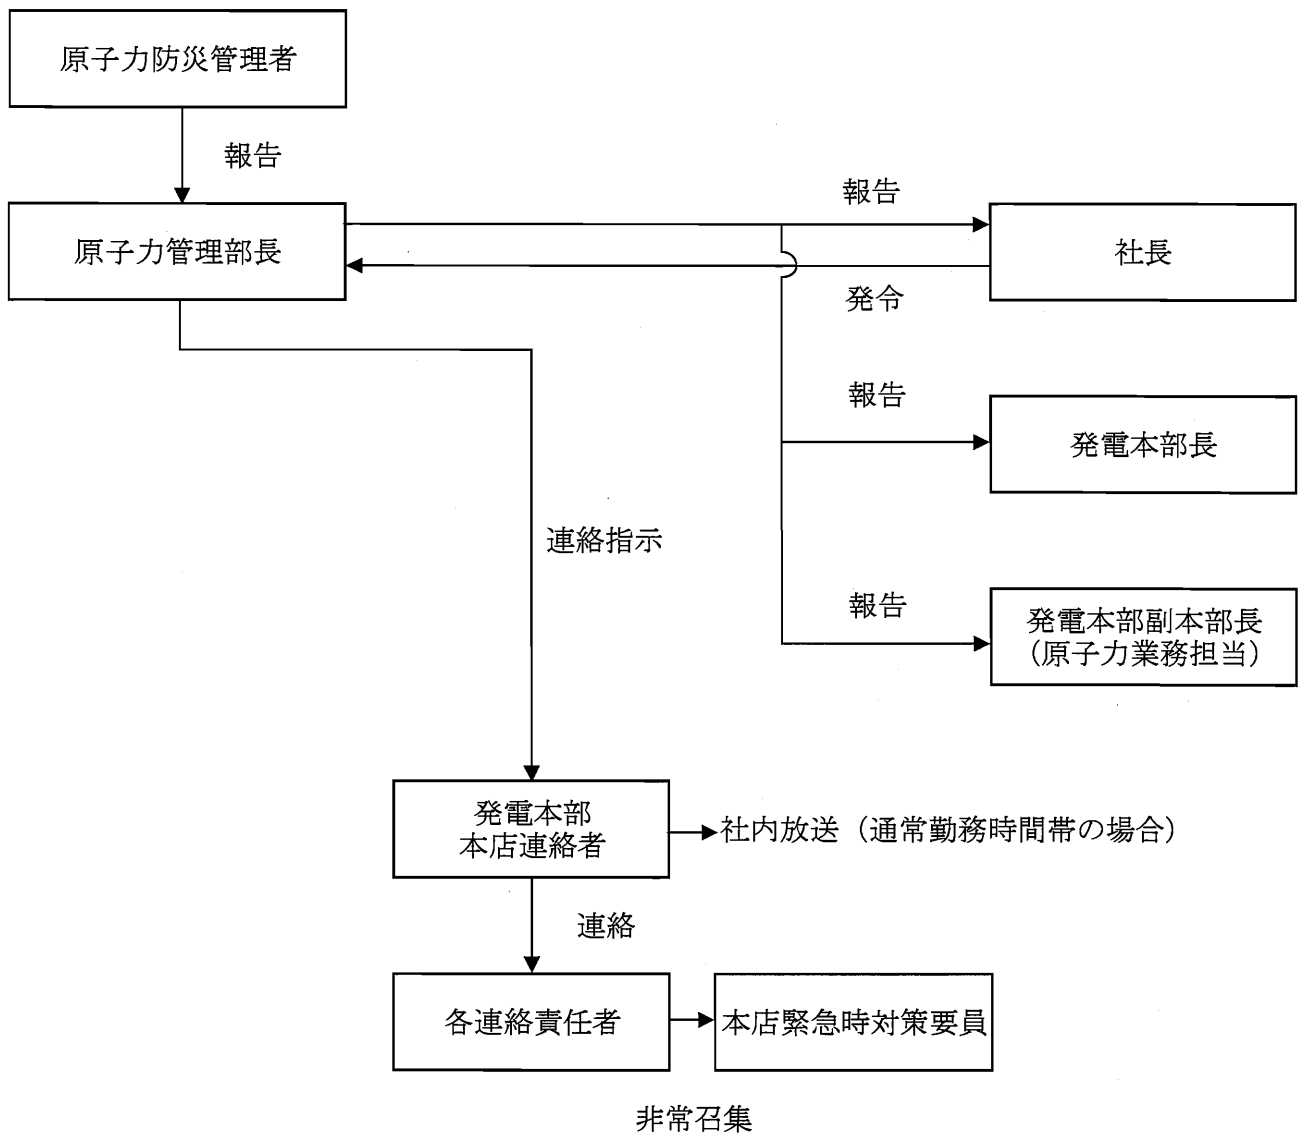 原子力防災管理者
報告
報告
原子力管理部長
社長
発令
報告
発電本部長
連絡指示
報告
発電本部副本部長
（原子力業務担当）
発電本部
本店連絡者
社内放送（通常勤務時間帯の場合）
連絡
各連絡責任者
本店緊急時対策要員
非常召集